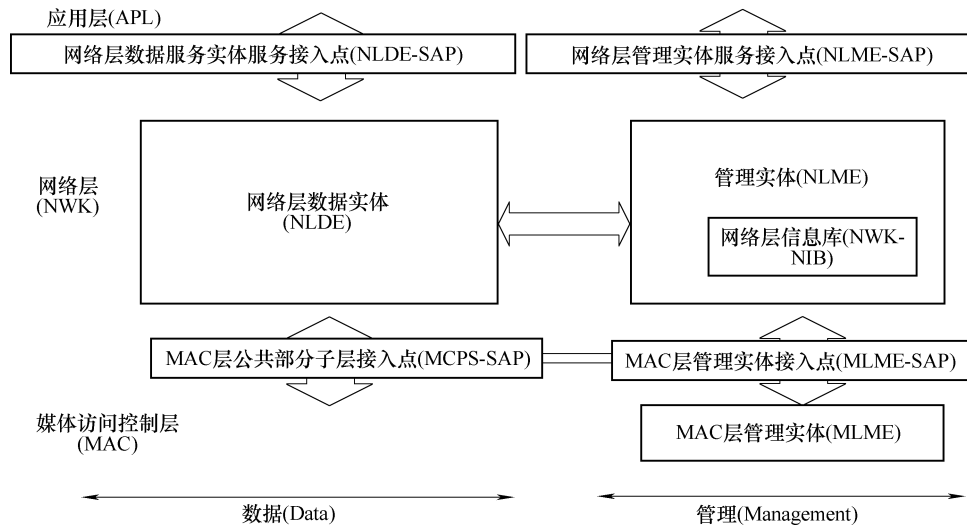 应用层(APL)
网络层数据服务实体服务接入点(NLDE-SAP)
网络层管理实体服务接入点(NLME-SAP)
网络层
(NWK)
网络层数据实体
(NLDE)
管理实体(NLME)
网络层信息库(NWK-
NIB)
MAC层公共部分子层接入点(MCPS-SAP)
MAC层管理实体接入点(MLME-SAP)
媒体访问控制层
(MAC)
MAC层管理实体(MLME)
数据(Data)
管理(Management)